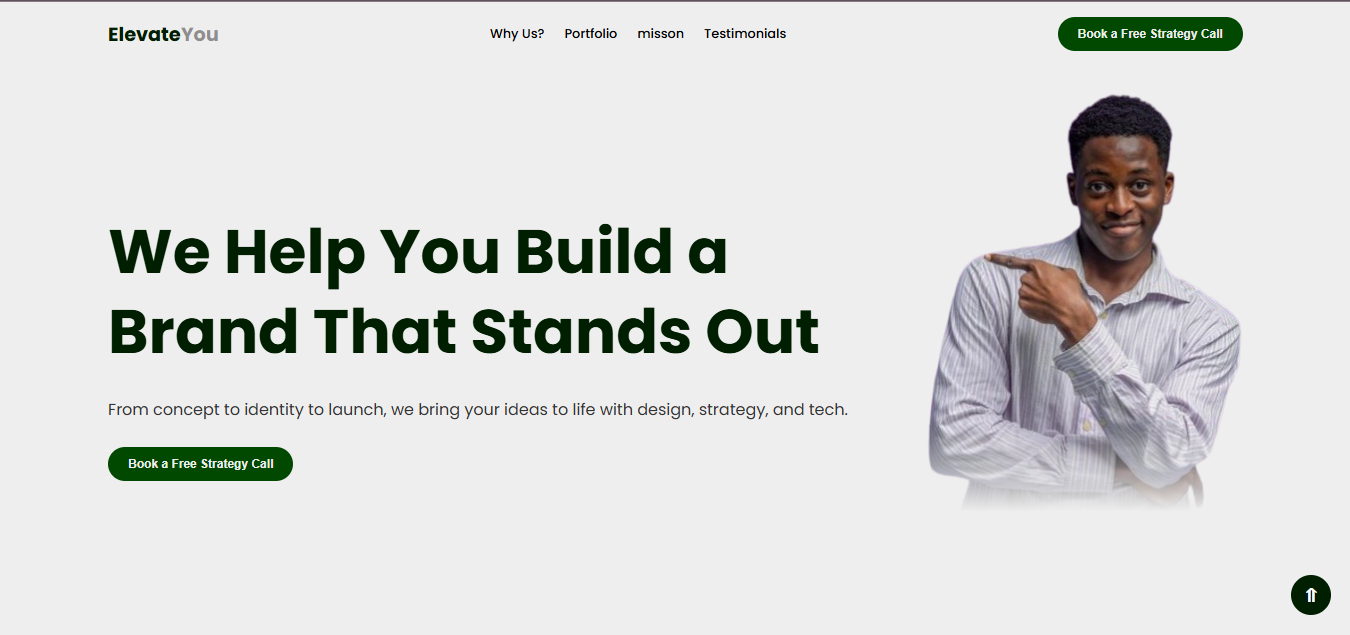 ElevateYou
Why Us? Portfolio misson Testimonials
Book a Free Strategy Call
We Help You Build a
Brand That Stands Out
From concept to identity to launch, we bring your ideas to life with design, strategy, and tech.
Book a Free Strategy Call
⇑